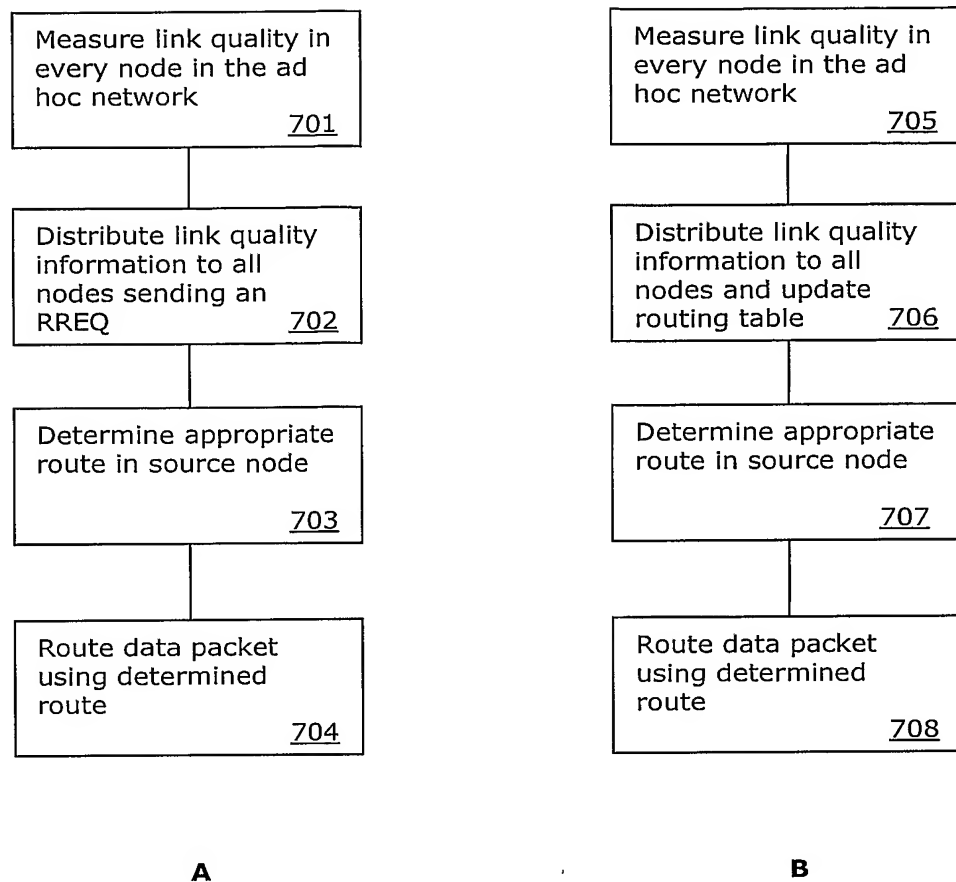 Measure link quality in
every node in the ad
hoc network
701
Distribute link quality
information to all
nodes sending an
RREQ 702
Determine appropriate
route in source node
703
Route data packet
using determined
route
704
A
Measure link quality in
every node in the ad
hoc network
705
Distribute link quality
information to all
nodes and update
routing table 706
Determine appropriate
route in source node
707
Route data packet
using determined
route
708
B